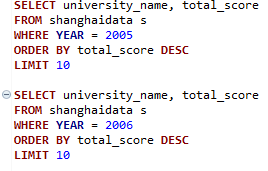 SELECT university_name, total_score
FROM shanghaidata s
WHERE YEAR = 2005
ORDER BY total_score DESC
LIMIT 10
SELECT university_name, total_score
FROM shanghaidata s
WHERE YEAR = 2006
ORDER BY total_score DESC
LIMIT 10